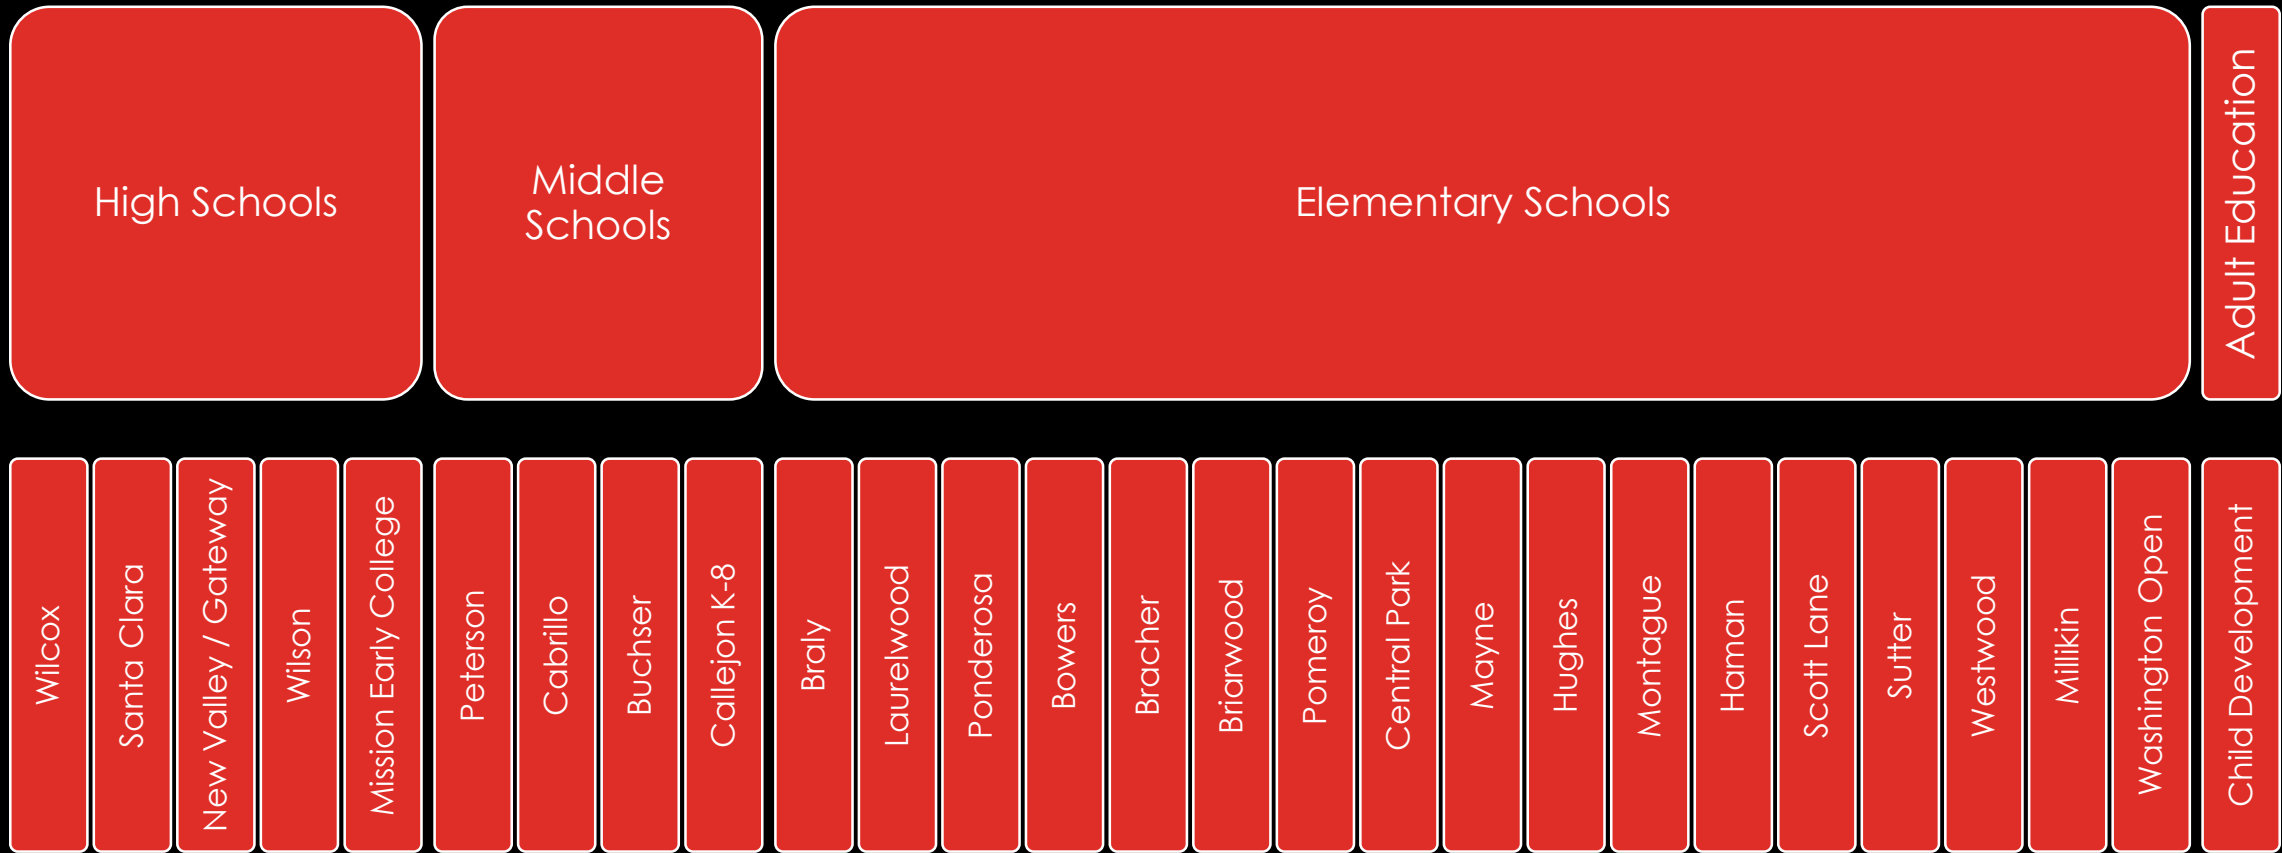 High Schools
Middle
Schools
Elementary Schools
Adult Education
Wilcox
Santa Clara
New Valley / Gateway
Wilson
Mission Early College
Peterson
Cabrillo
Buchser
Callejon K-8
Braly
Laurelwood
Ponderosa
Bowers
Bracher
Briarwood
Pomeroy
Central Park
Mayne
Hughes
Montague
Haman
Scott Lane
Sutter
Westwood
Millikin
Washington Open
Child Development